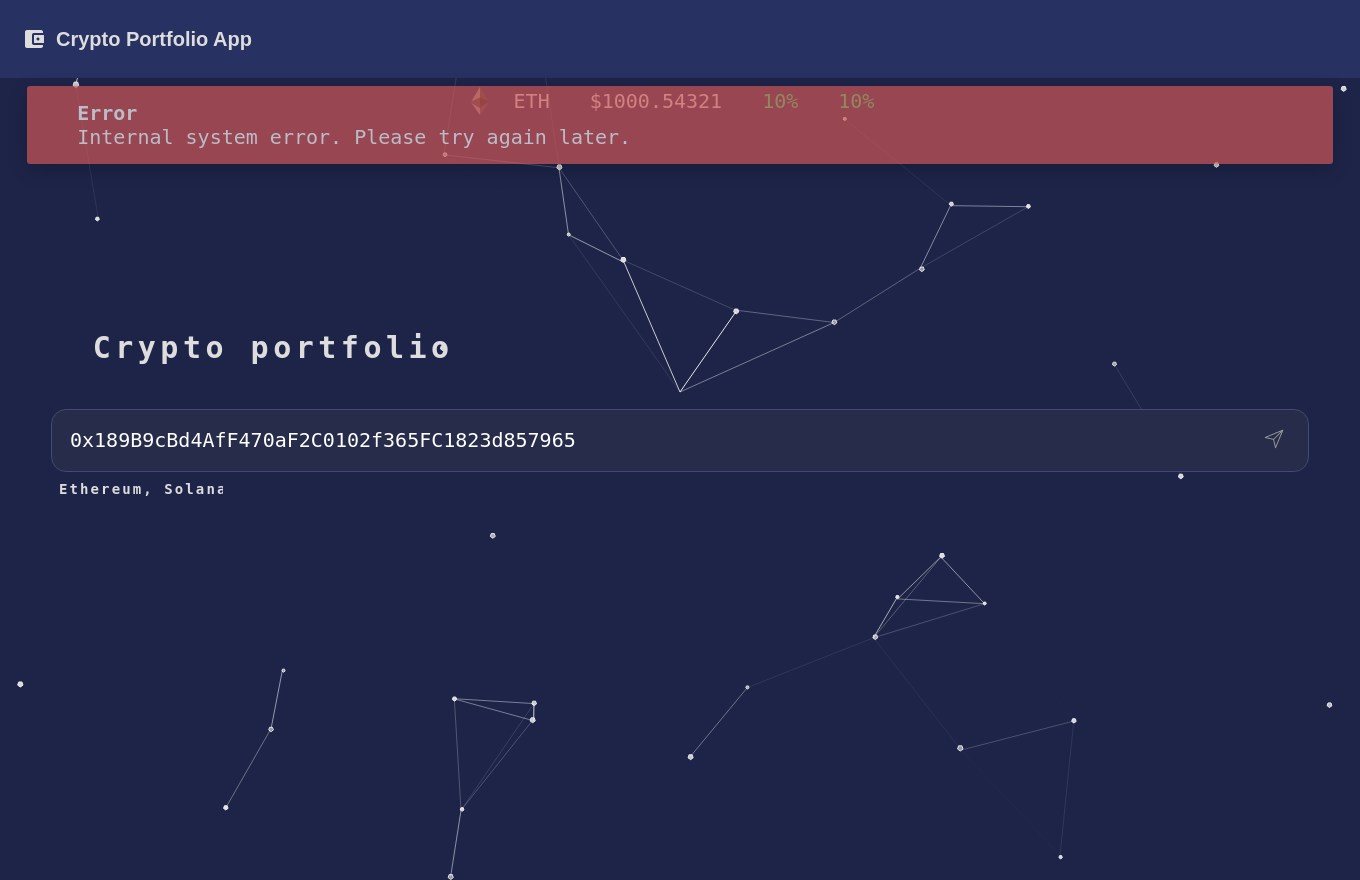 Crypto Portfolio App
ETH $1000.54321 10% 10%
Error
Internal system error. Please try again later.
Crypto portfolio
0x189B9cBd4AfF470aF2C0102f365FC1823d857965
Ethereum, Solana